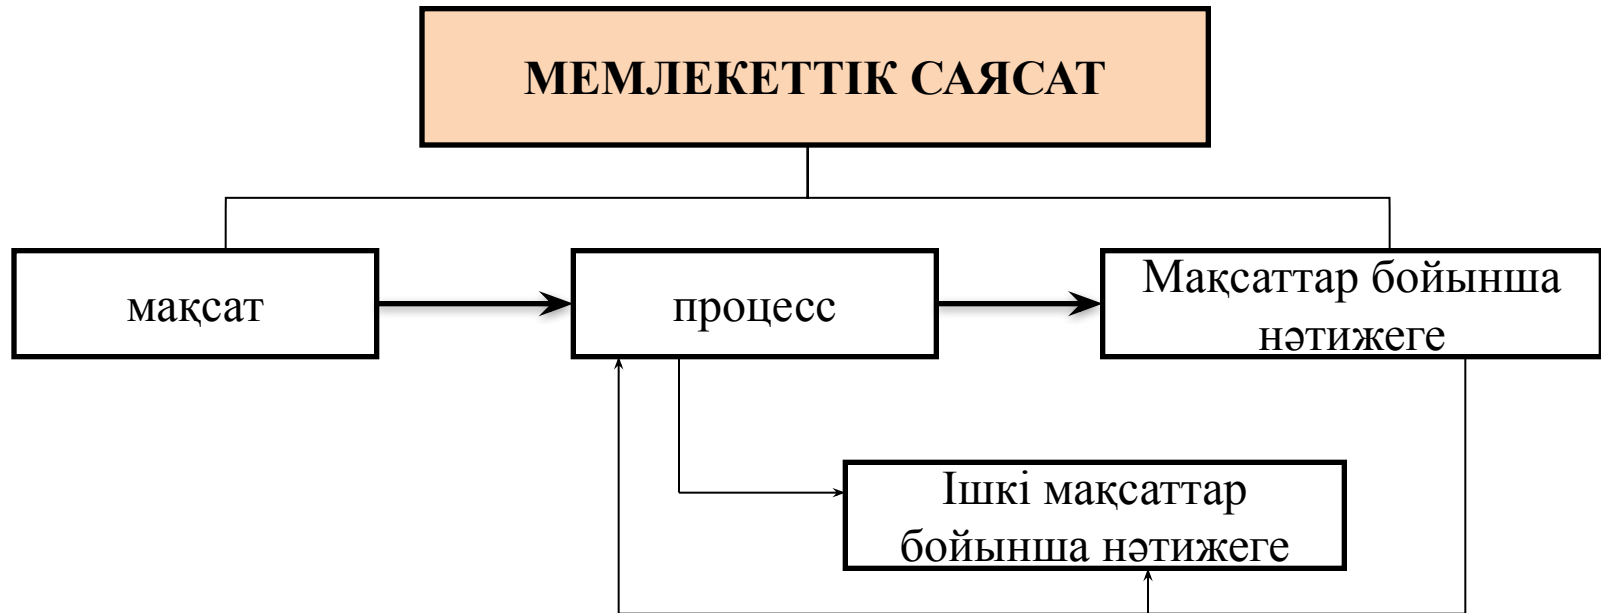 МЕМЛЕКЕТТІК САЯСАТ
мақсат
процесс
Мақсаттар бойынша
нәтижеге
Ішкі мақсаттар
бойынша нәтижеге